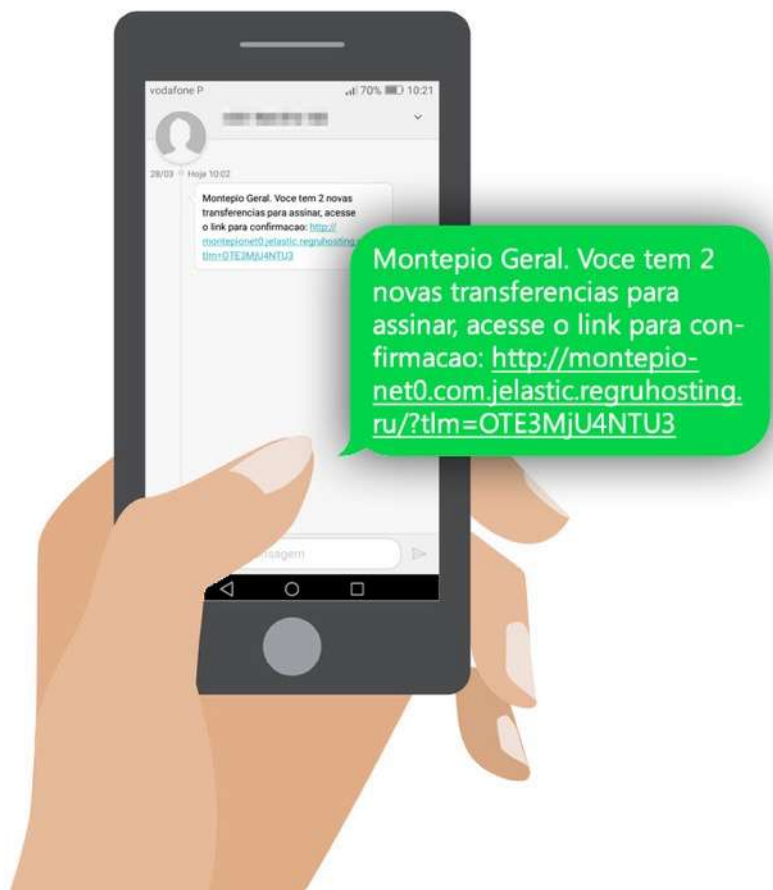 vodafone P 70% 10:21
28/03 Hoje 10:02
Montepio Geral. Voce tem 2 novas
transferencias para assinar, acesse
o link para confirmacao: http://
montepionet0.jelastic.regruhosting.
tlm=OTE3MjU4NTU3
Montepio Geral. Voce tem 2
novas transferencias para
assinar, acesse o link para con-
firmacao: http://montepio-
net0.com.jelastic.regruhosting.
ru/?tlm=OTE3MjU4NTU3